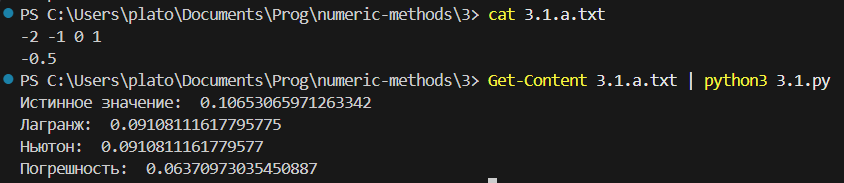 PS C:\Users\plato\Documents\Prog\numeric-methods\3> cat 3.1.a.txt
-2 -1 0 1
-0.5
PS C:\Users\plato\Documents\Prog\numeric-methods\3> Get-Content 3.1.a.txt | python3 3.1.py
Истинное значение:  0.10653065971263342
Лагранж:  0.09108111617795775
Ньютон:  0.0910811161779577
Погрешность:  0.06370973035450887